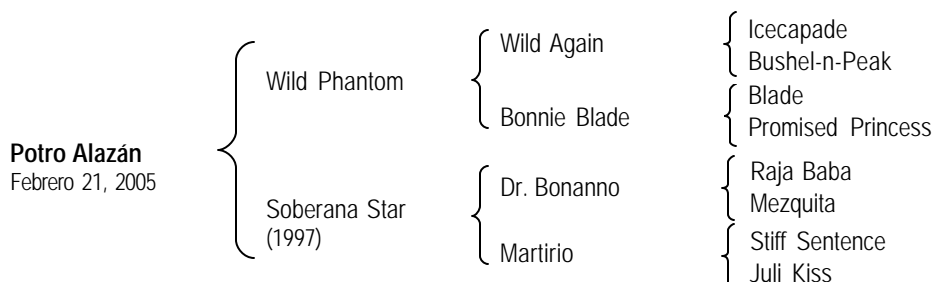 Potro Alazán
Febrero 21, 2005
Wild Phantom
Soberana Star
(1997)
Wild Again
Bonnie Blade
Dr. Bonanno
Martirio
Icecapade
Bushel-n-Peak
Blade
Promised Princess
Raja Baba
Mezquita
Stiff Sentence
Juli Kiss